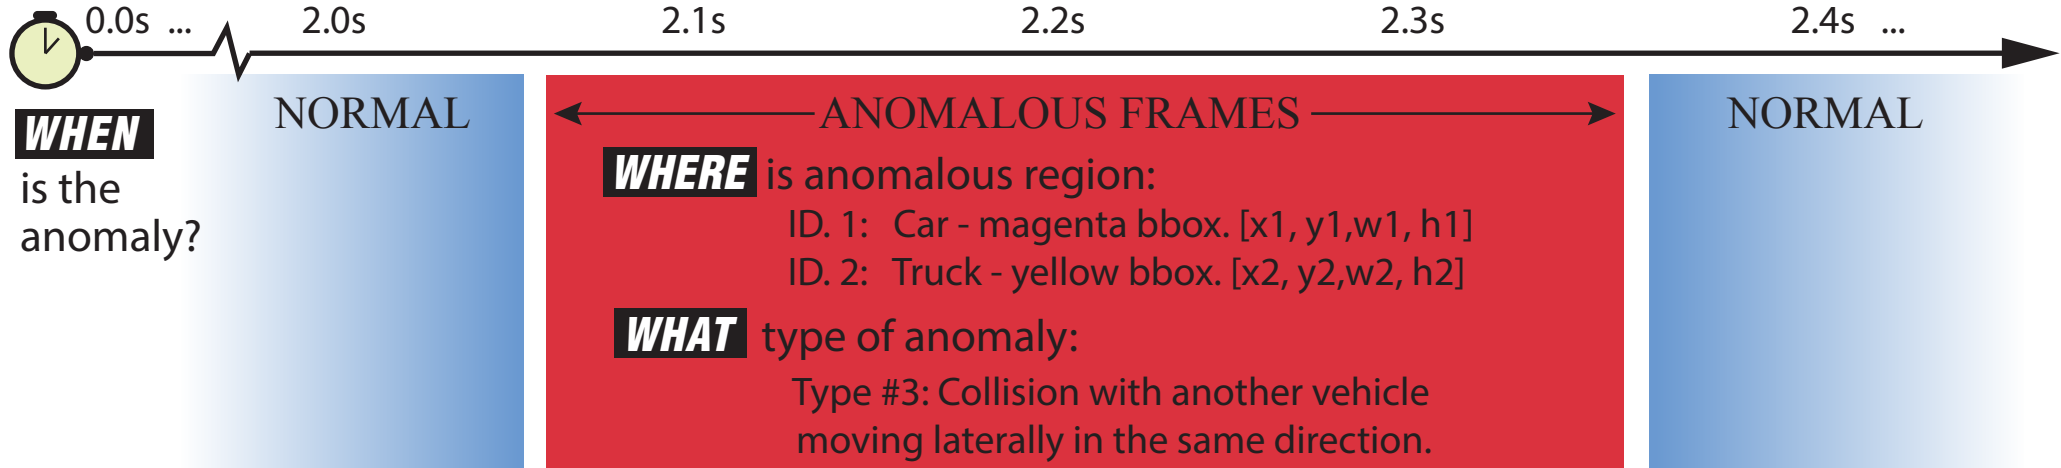 0.0s ... 2.0s 2.1s 2.2s 2.3s 2.4s ...
NORMAL ANOMALOUS FRAMES NORMAL
WHEN
is the
anomaly?
WHERE is anomalous region:
ID. 1: Car - magenta bbox. [x1, y1,w1, h1]
ID. 2: Truck - yellow bbox. [x2, y2,w2, h2]
WHAT type of anomaly:
Type #3: Collision with another vehicle
moving laterally in the same direction.